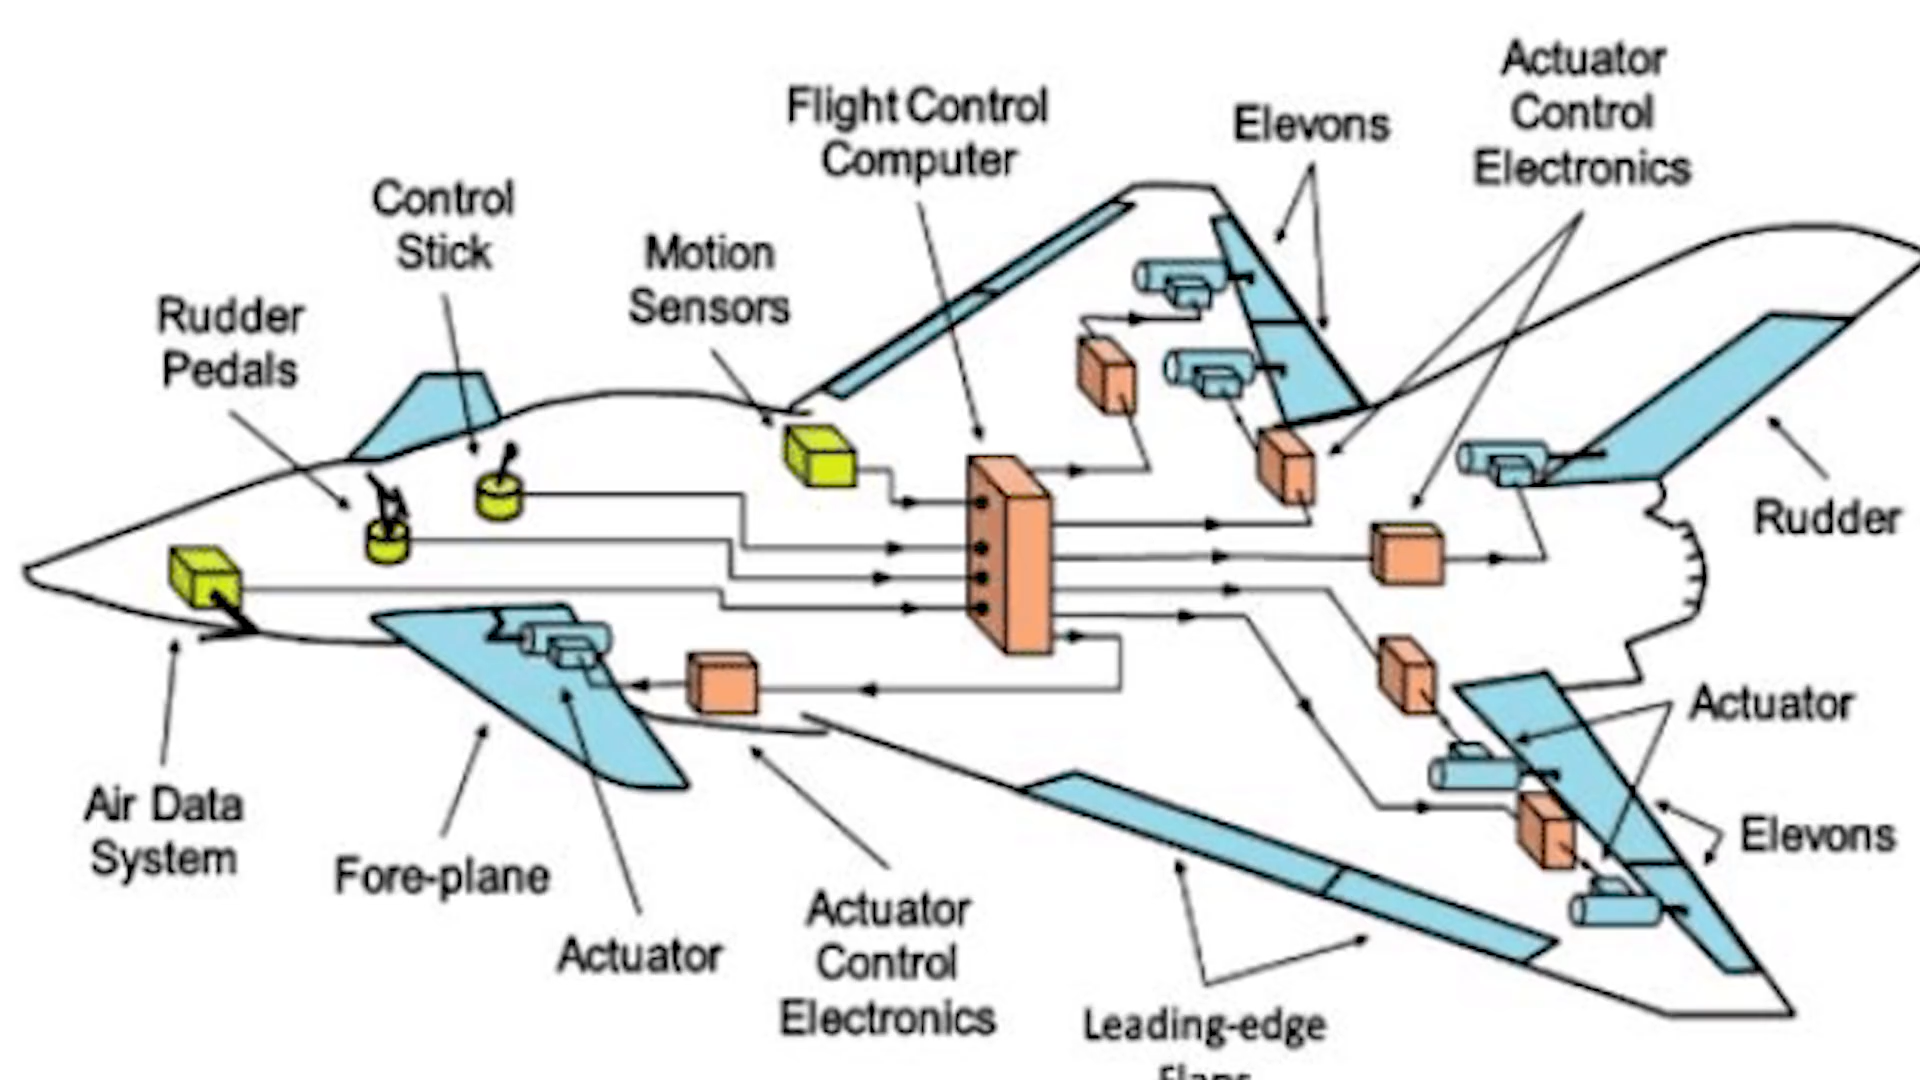 Actuator
Control
Electronics
Flight Control
Computer
Elevons
Control
Stick
Motion
Sensors
Rudder
Pedals
Rudder
Actuator
Air Data
System
Elevons
Fore-plane
Actuator
Actuator
Control
Electronics
Leading-edge
Flaps